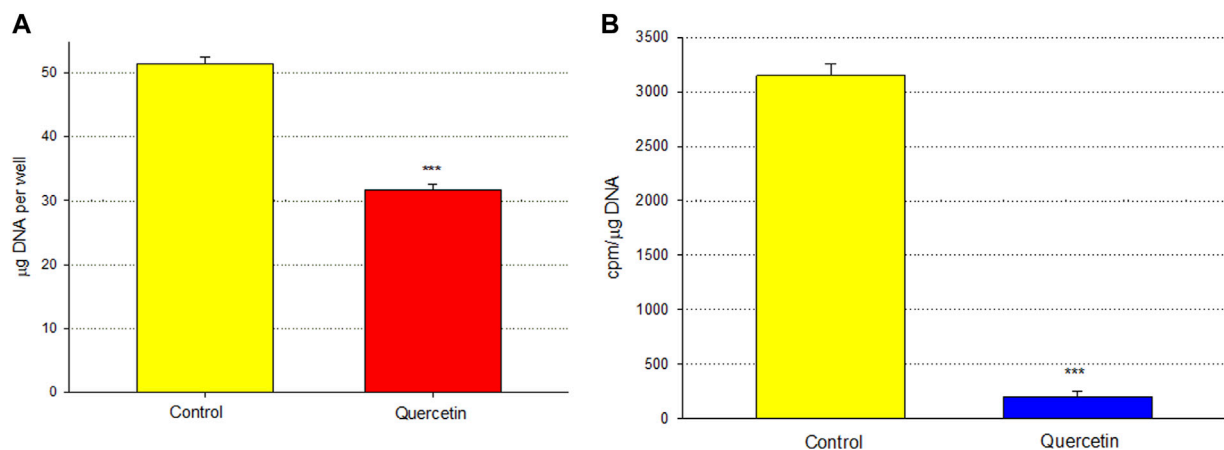 A
50
40
30
20
10
0
μg DNA per well
***
Control
Quercetin
B
3500
3000
2500
2000
1500
1000
500
0
cpm/μg DNA
***
Control
Quercetin